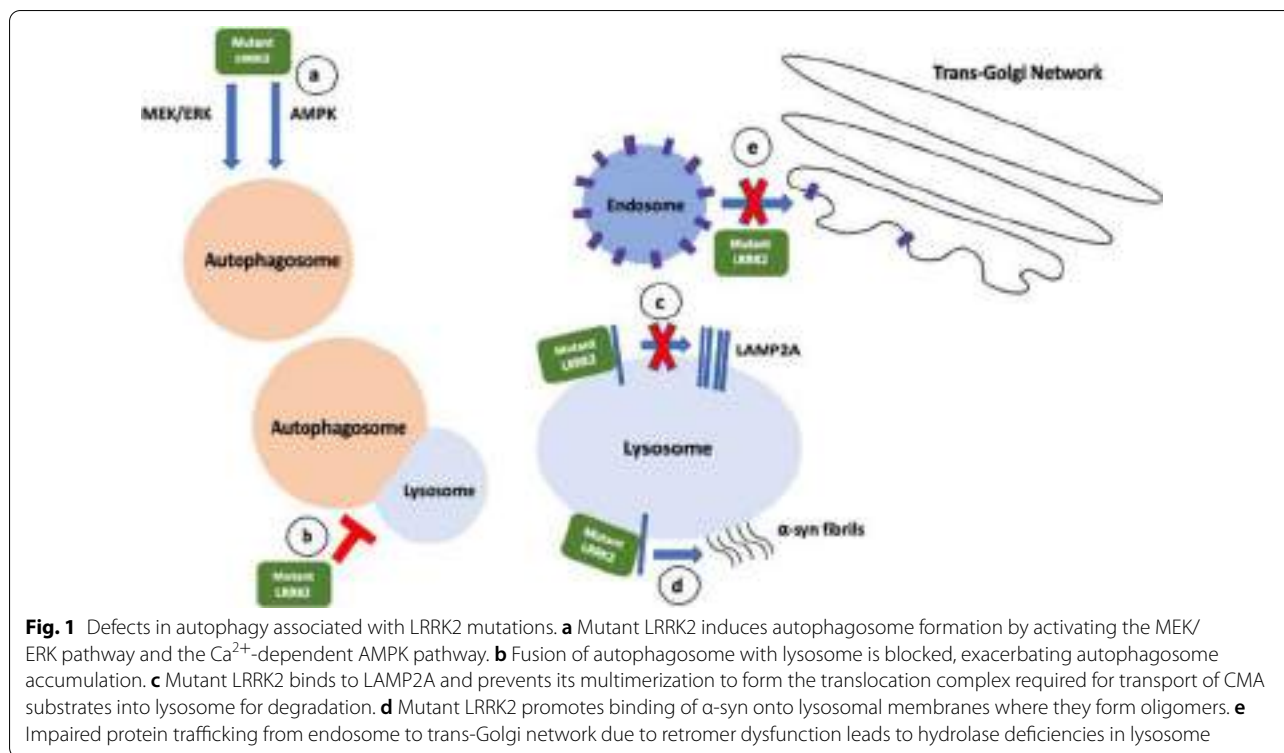 Mutant
LRRK2
a
MEK/ERK
AMPK
Autophagosome
Autophagosome
Lysosome
b
Mutant
LRRK2
Trans-Golgi Network
e
Endosome
Mutant
LRRK2
c
Mutant
LRRK2
LAMP2A
Lysosome
Mutant
LRRK2
α-syn fibrils
d
Fig. 1 Defects in autophagy associated with LRRK2 mutations. a Mutant LRRK2 induces autophagosome formation by activating the MEK/
ERK pathway and the Ca²⁺-dependent AMPK pathway. b Fusion of autophagosome with lysosome is blocked, exacerbating autophagosome
accumulation. c Mutant LRRK2 binds to LAMP2A and prevents its multimerization to form the translocation complex required for transport of CMA
substrates into lysosome for degradation. d Mutant LRRK2 promotes binding of α-syn onto lysosomal membranes where they form oligomers. e
Impaired protein trafficking from endosome to trans-Golgi network due to retromer dysfunction leads to hydrolase deficiencies in lysosome